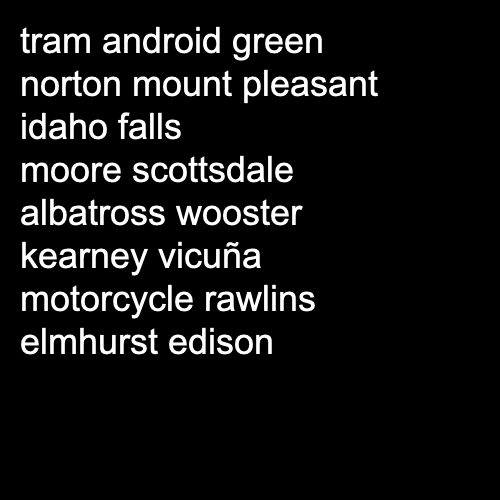 tram android green
norton mount pleasant
idaho falls
moore scottsdale
albatross wooster
kearney vicuña
motorcycle rawlins
elmhurst edison